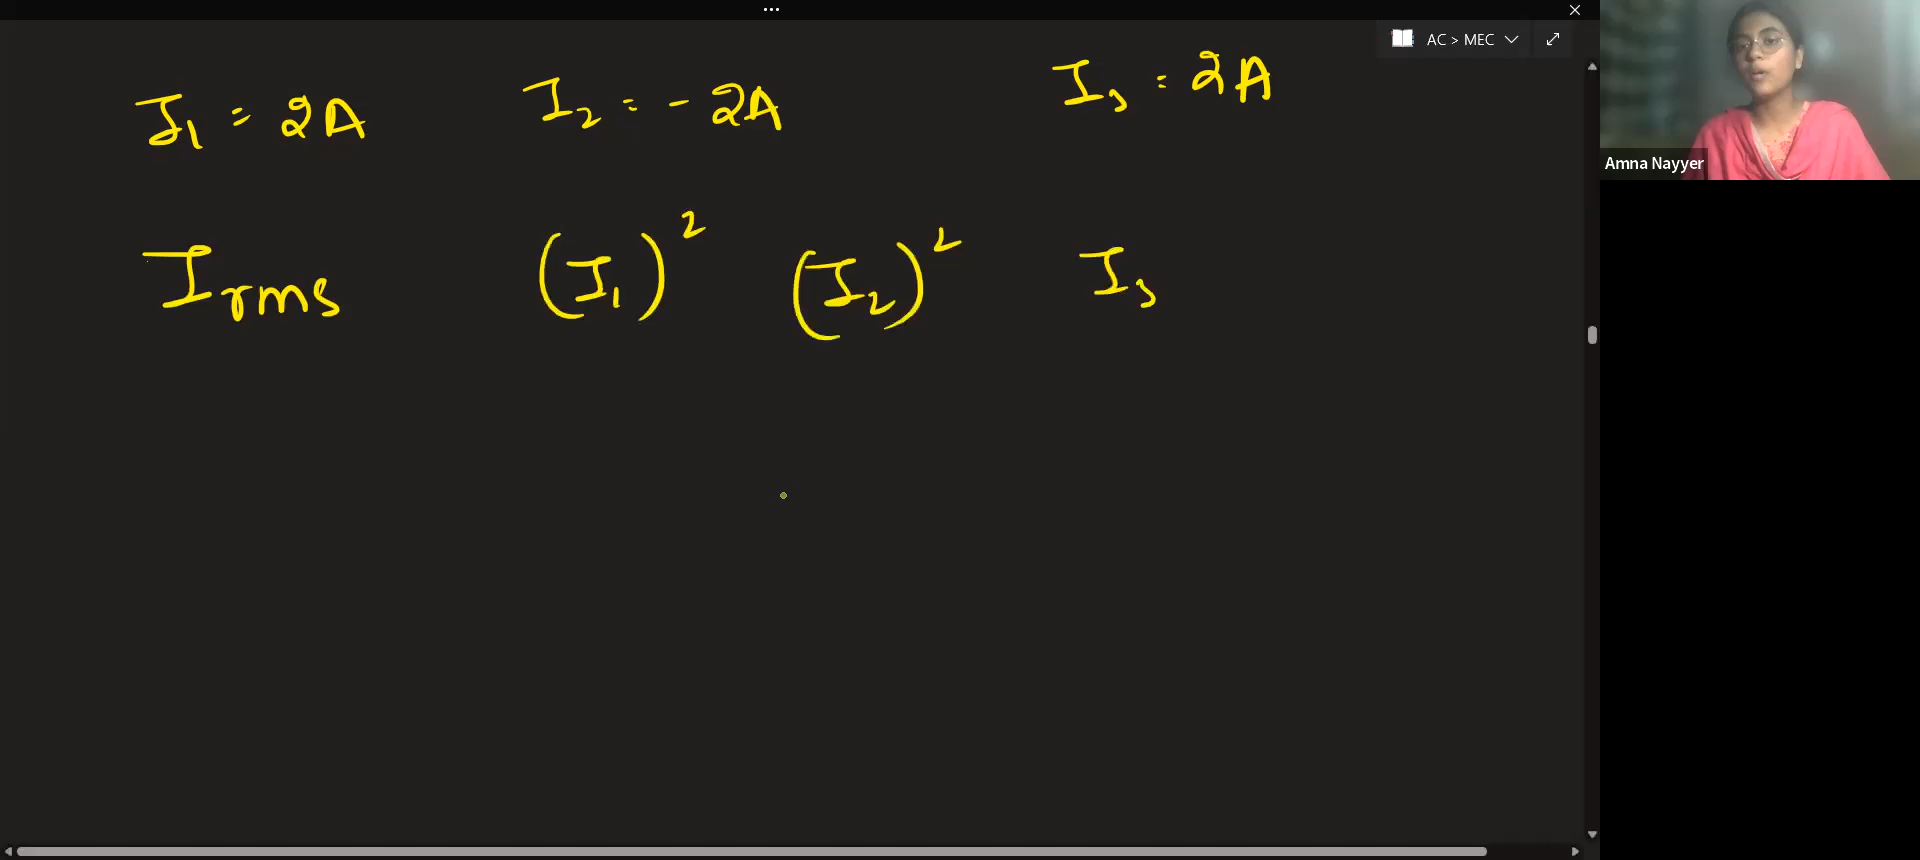 ...
AC > MEC
I₁ = 2A I₂ = - 2A I₃ = 2A
Amna Nayyer
Irms (I₁)² (I₂)² I₃